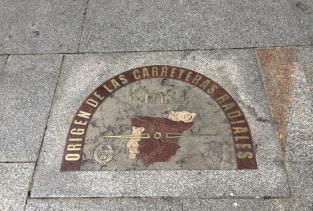 ORIGEN DE LAS CARRETERAS RADIALES
Km. 0